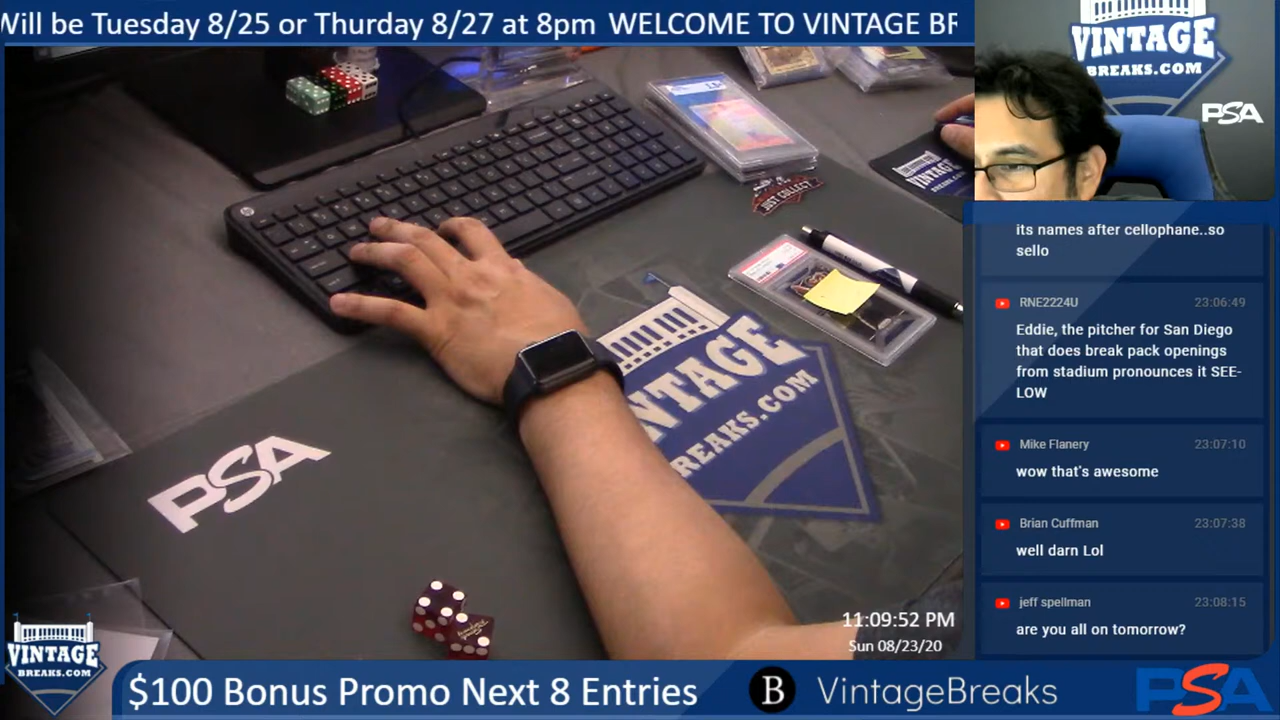 Will be Tuesday 8/25 or Thurday 8/27 at 8pm WELCOME TO VINTAGE BR
VINTAGE
BREAKS.COM
PSA
JUST COLLECT
VINTAGE
BREAKS.COM
PSA
its names after cellophane..so
sello
RNE2224U 23:06:49
Eddie, the pitcher for San Diego
that does break pack openings
from stadium pronounces it SEE-
LOW
Mike Flanery 23:07:10
wow that's awesome
Brian Cuffman 23:07:38
well darn Lol
jeff spellman 23:08:15
are you all on tomorrow?
11:09:52 PM
Sun 08/23/20
VINTAGE
BREAKS.COM
$100 Bonus Promo Next 8 Entries
B VintageBreaks
PSA